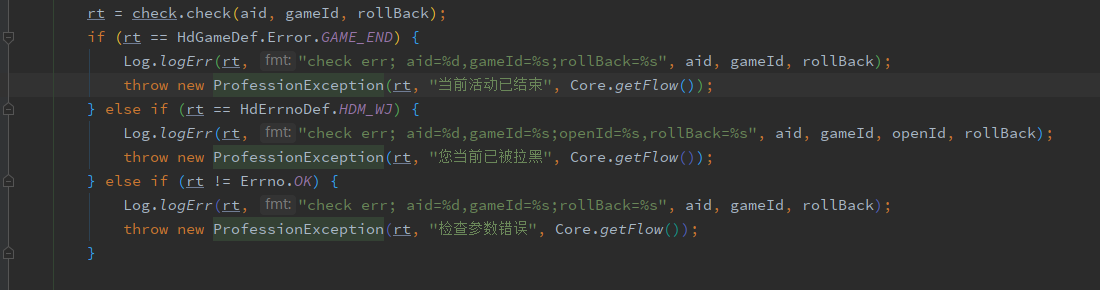 rt = check.check(aid, gameId, rollBack);
if (rt == HdGameDef.Error.GAME_END) {
Log.logErr(rt, fmt: "check err; aid=%d,gameId=%s;rollBack=%s", aid, gameId, rollBack);
throw new ProfessionException(rt, "当前活动已结束", Core.getFlow());
} else if (rt == HdErrnoDef.HDM_WJ) {
Log.logErr(rt, fmt: "check err; aid=%d,gameId=%s;openId=%s,rollBack=%s", aid, gameId, openId, rollBack);
throw new ProfessionException(rt, "您当前已被拉黑", Core.getFlow());
} else if (rt != Errno.OK) {
Log.logErr(rt, fmt: "check err; aid=%d,gameId=%s;rollBack=%s", aid, gameId, rollBack);
throw new ProfessionException(rt, "检查参数错误", Core.getFlow());
}